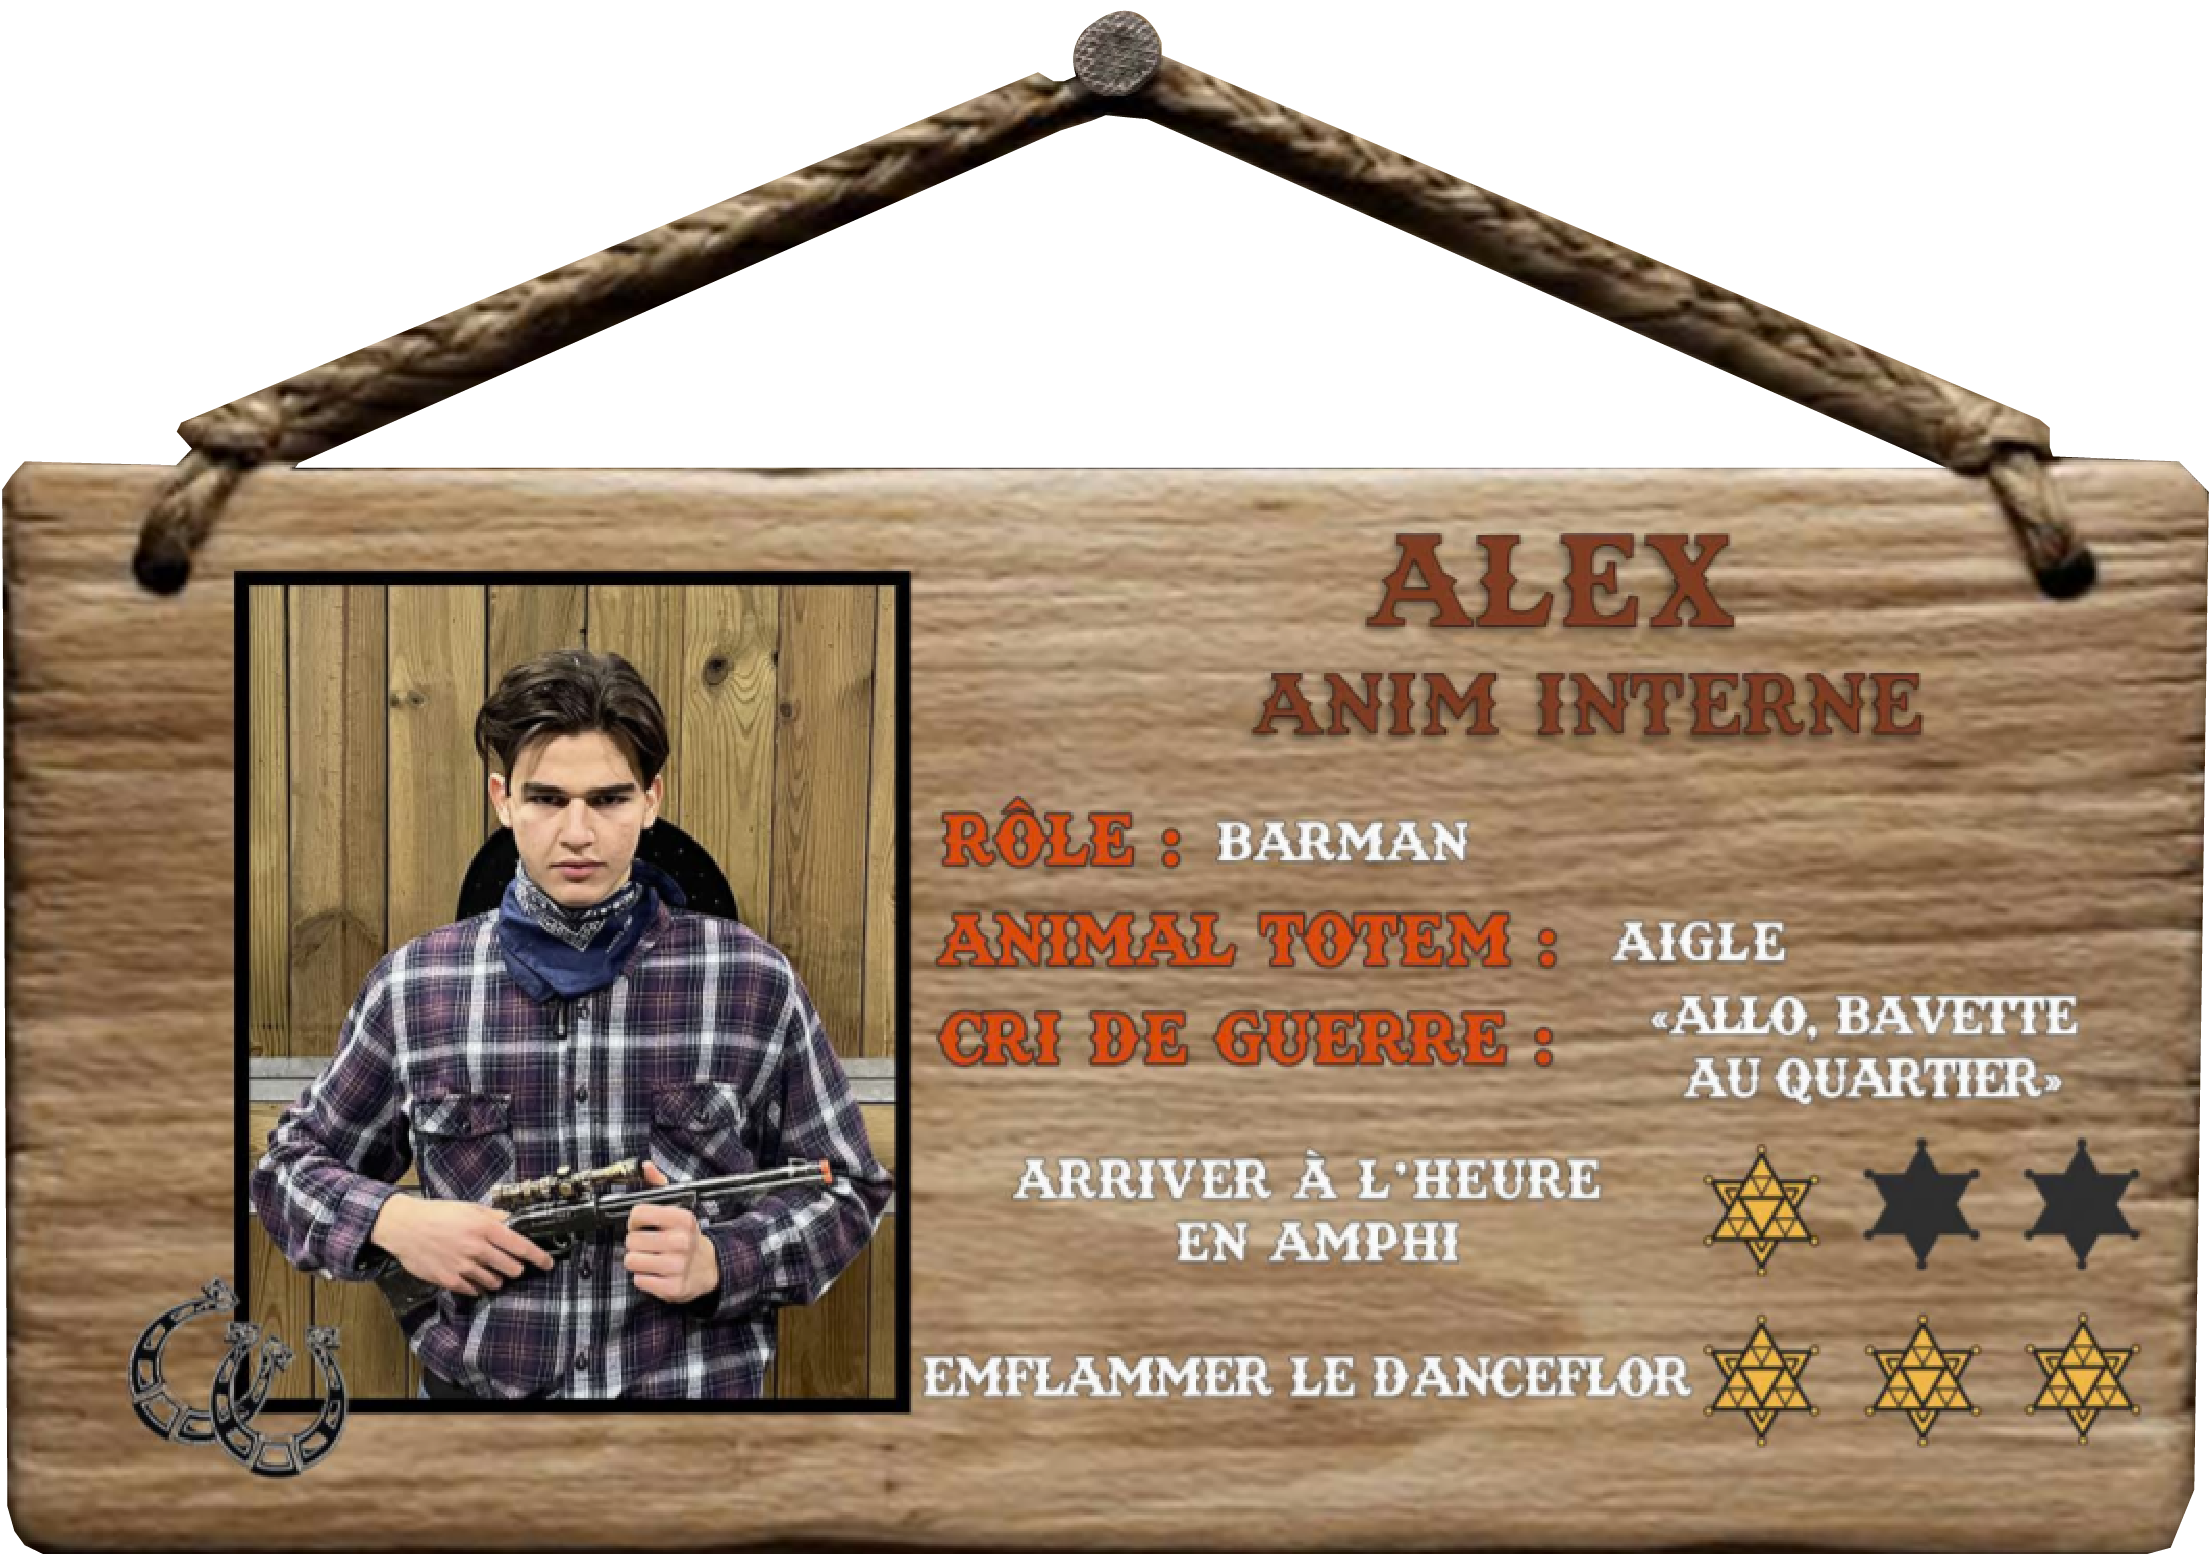 ALEX
ANIM INTERNE
RÔLE : BARMAN
ANIMAL TOTEM : AIGLE
CRI DE GUERRE : «ALLO, BAVETTE
AU QUARTIER»
ARRIVER À L'HEURE
EN AMPHI
EMFLAMMER LE DANCEFLOR